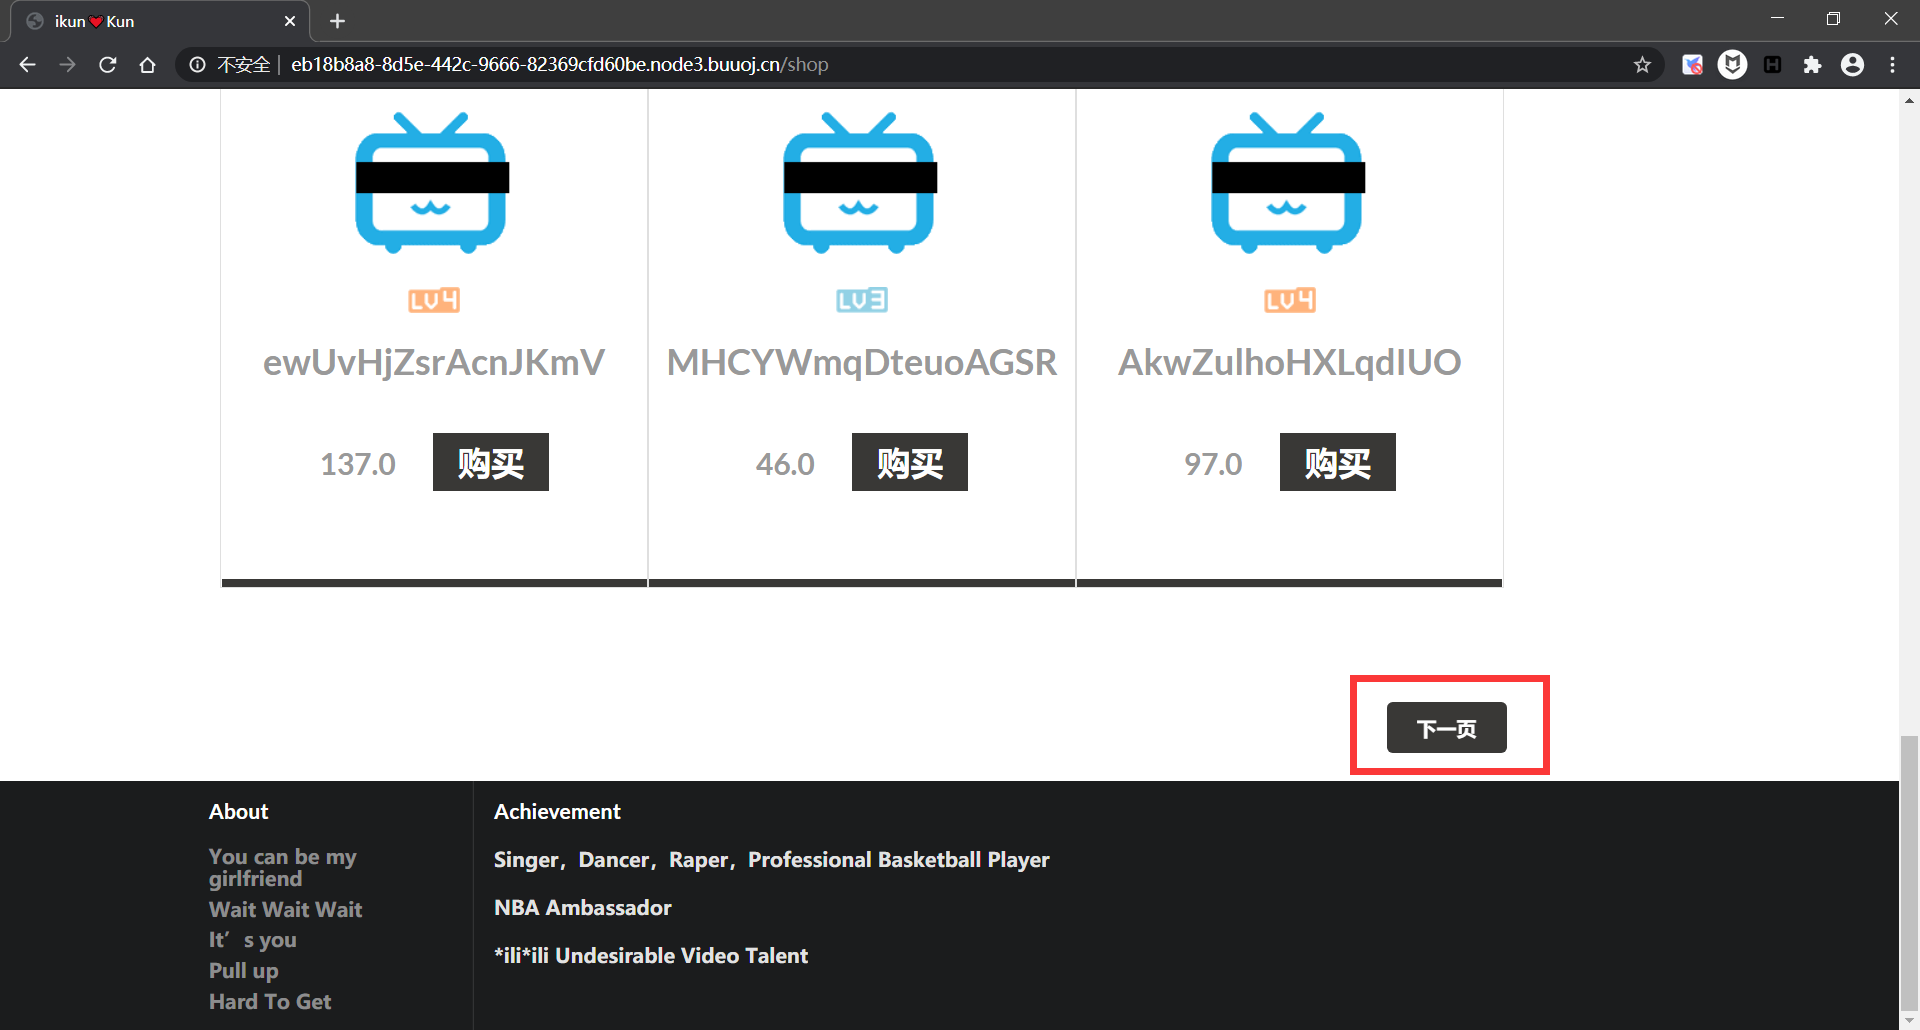 ikun❤Kun
不安全 | eb18b8a8-8d5e-442c-9666-82369cfd60be.node3.buuoj.cn/shop
LV4 LV3 LV4
ewUvHjZsrAcnJKmV MHCYWmqDteuoAGSR AkwZulhoHXLqdIUO
137.0 购买 46.0 购买 97.0 购买
下一页
About
You can be my
girlfriend
Wait Wait Wait
It’s you
Pull up
Hard To Get
Achievement
Singer，Dancer，Raper，Professional Basketball Player
NBA Ambassador
*ili*ili Undesirable Video Talent